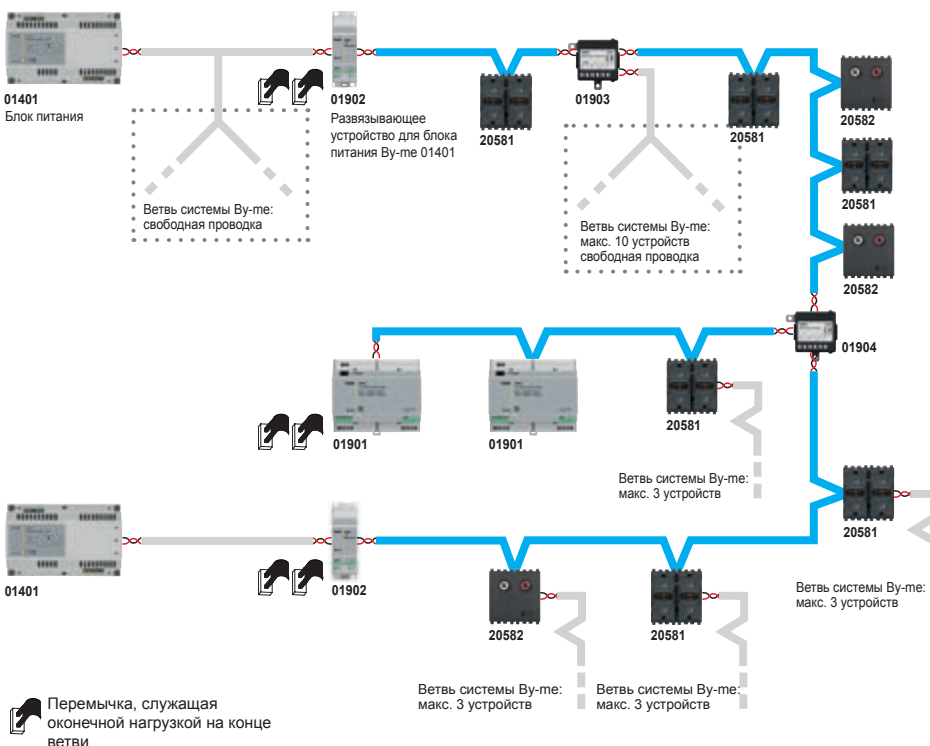 01401
Блок питания
01902
Развязывающее
устройство для блока
питания By-me 01401
20581
01903
20581
20582
Ветвь системы By-me:
свободная проводка
Ветвь системы By-me:
макс. 10 устройств
свободная проводка
20581
20582
01904
01901
01901
20581
Ветвь системы By-me:
макс. 3 устройств
20581
Ветвь системы By-me:
макс. 3 устройств
01401
01902
20582
20581
Ветвь системы By-me:
макс. 3 устройств
Ветвь системы By-me:
макс. 3 устройств
Перемычка, служащая
оконечной нагрузкой на конце
ветви